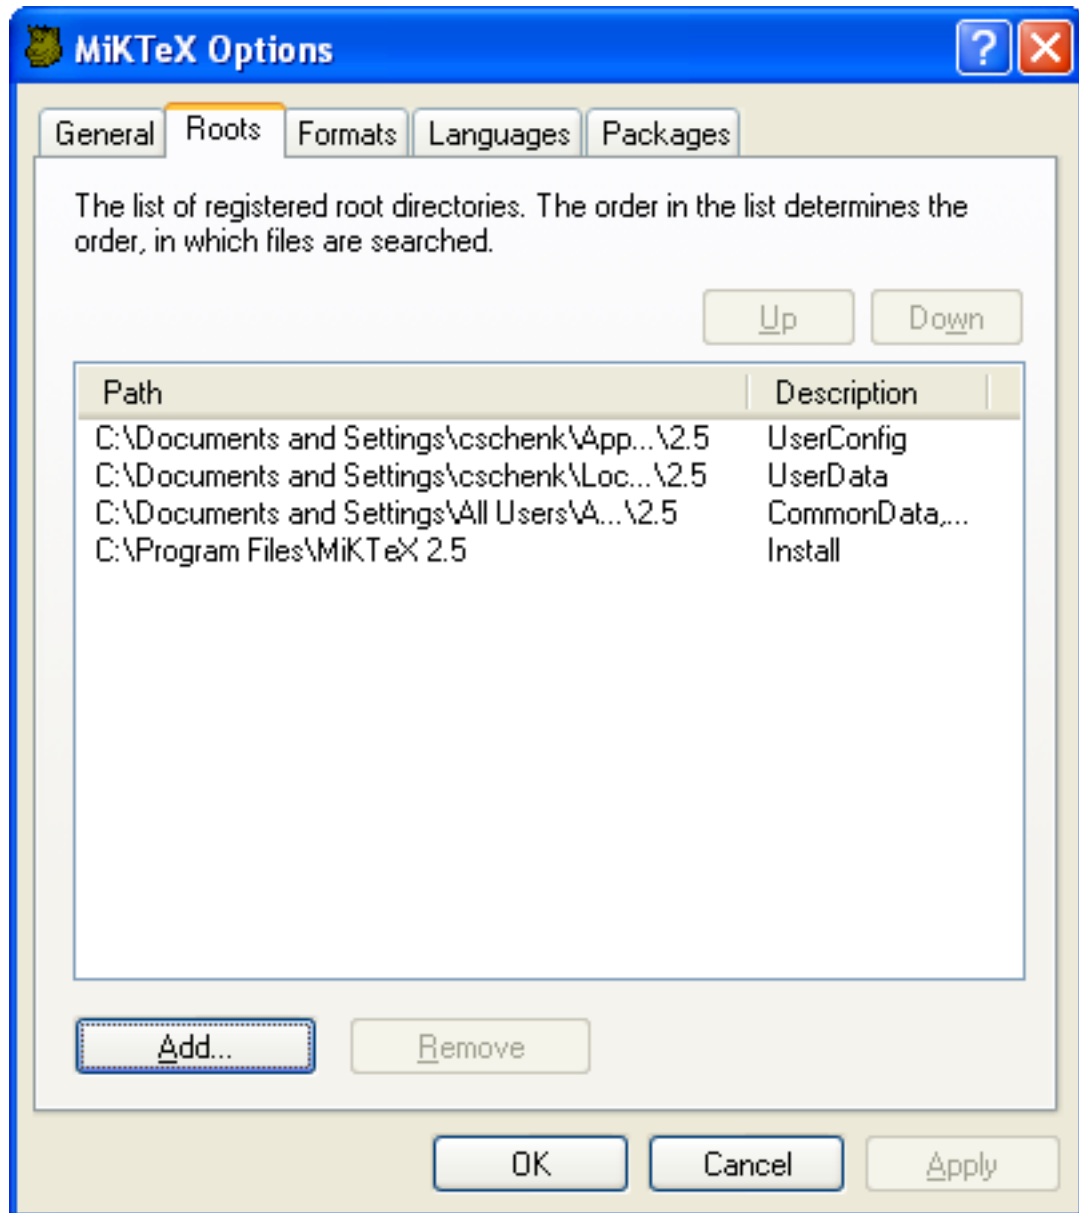 MiKTeX Options
General Roots Formats Languages Packages
The list of registered root directories. The order in the list determines the
order, in which files are searched.
Up Down
Path Description
C:\Documents and Settings\cschenk\App...\2.5 UserConfig
C:\Documents and Settings\cschenk\Loc...\2.5 UserData
C:\Documents and Settings\All Users\A...\2.5 CommonData,...
C:\Program Files\MiKTeX 2.5 Install
Add... Remove
OK Cancel Apply